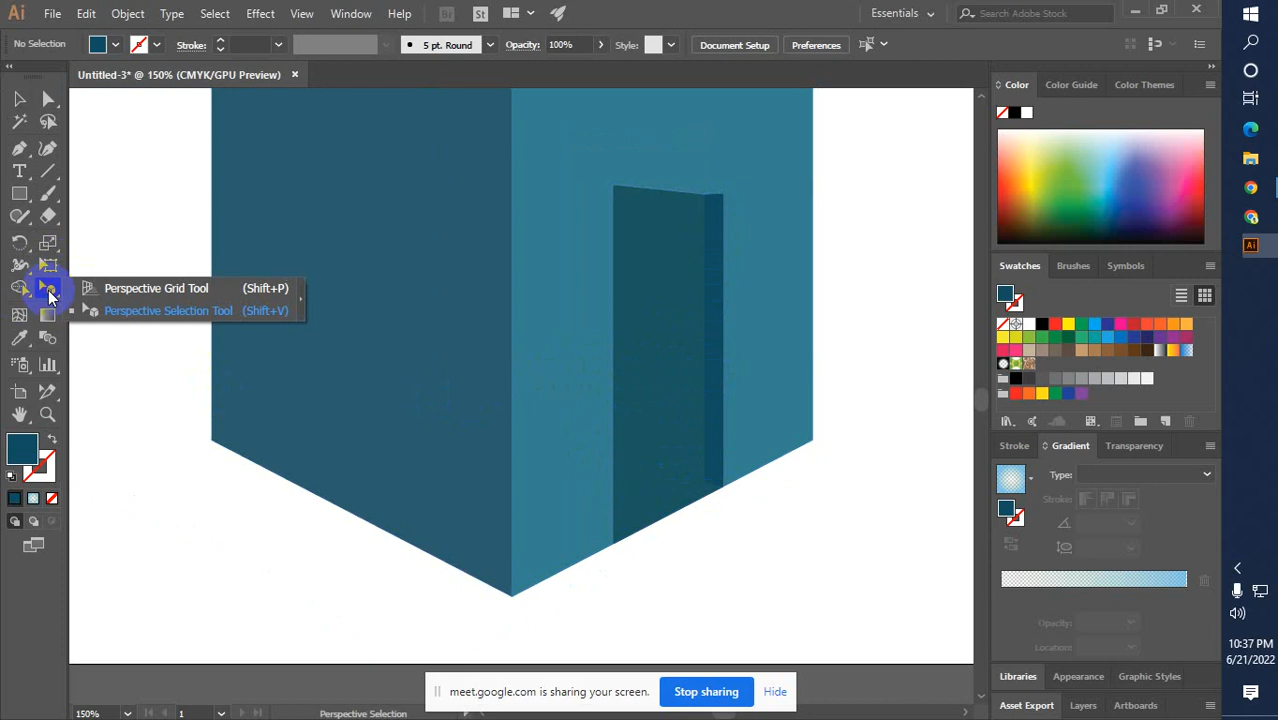 Ai File Edit Object Type Select Effect View Window Help Br St Essentials Search Adobe Stock
No Selection Stroke: 5 pt. Round Opacity: 100% Style: Document Setup Preferences
Untitled-3* @ 150% (CMYK/GPU Preview)
Color Color Guide Color Themes
Swatches Brushes Symbols
Perspective Grid Tool (Shift+P)
Perspective Selection Tool (Shift+V)
Stroke Gradient Transparency
Type:
Stroke:
Opacity:
Location:
Libraries Appearance Graphic Styles
Asset Export Layers Artboards
meet.google.com is sharing your screen. Stop sharing Hide
150% 1 Perspective Selection
Ai
10:37 PM
6/21/2022